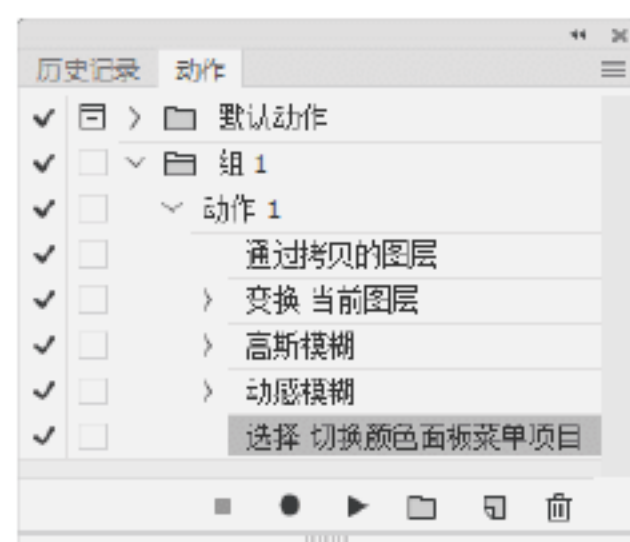 历史记录 动作
默认动作
组 1
动作 1
通过拷贝的图层
变换 当前图层
高斯模糊
动感模糊
选择 切换颜色面板菜单项目